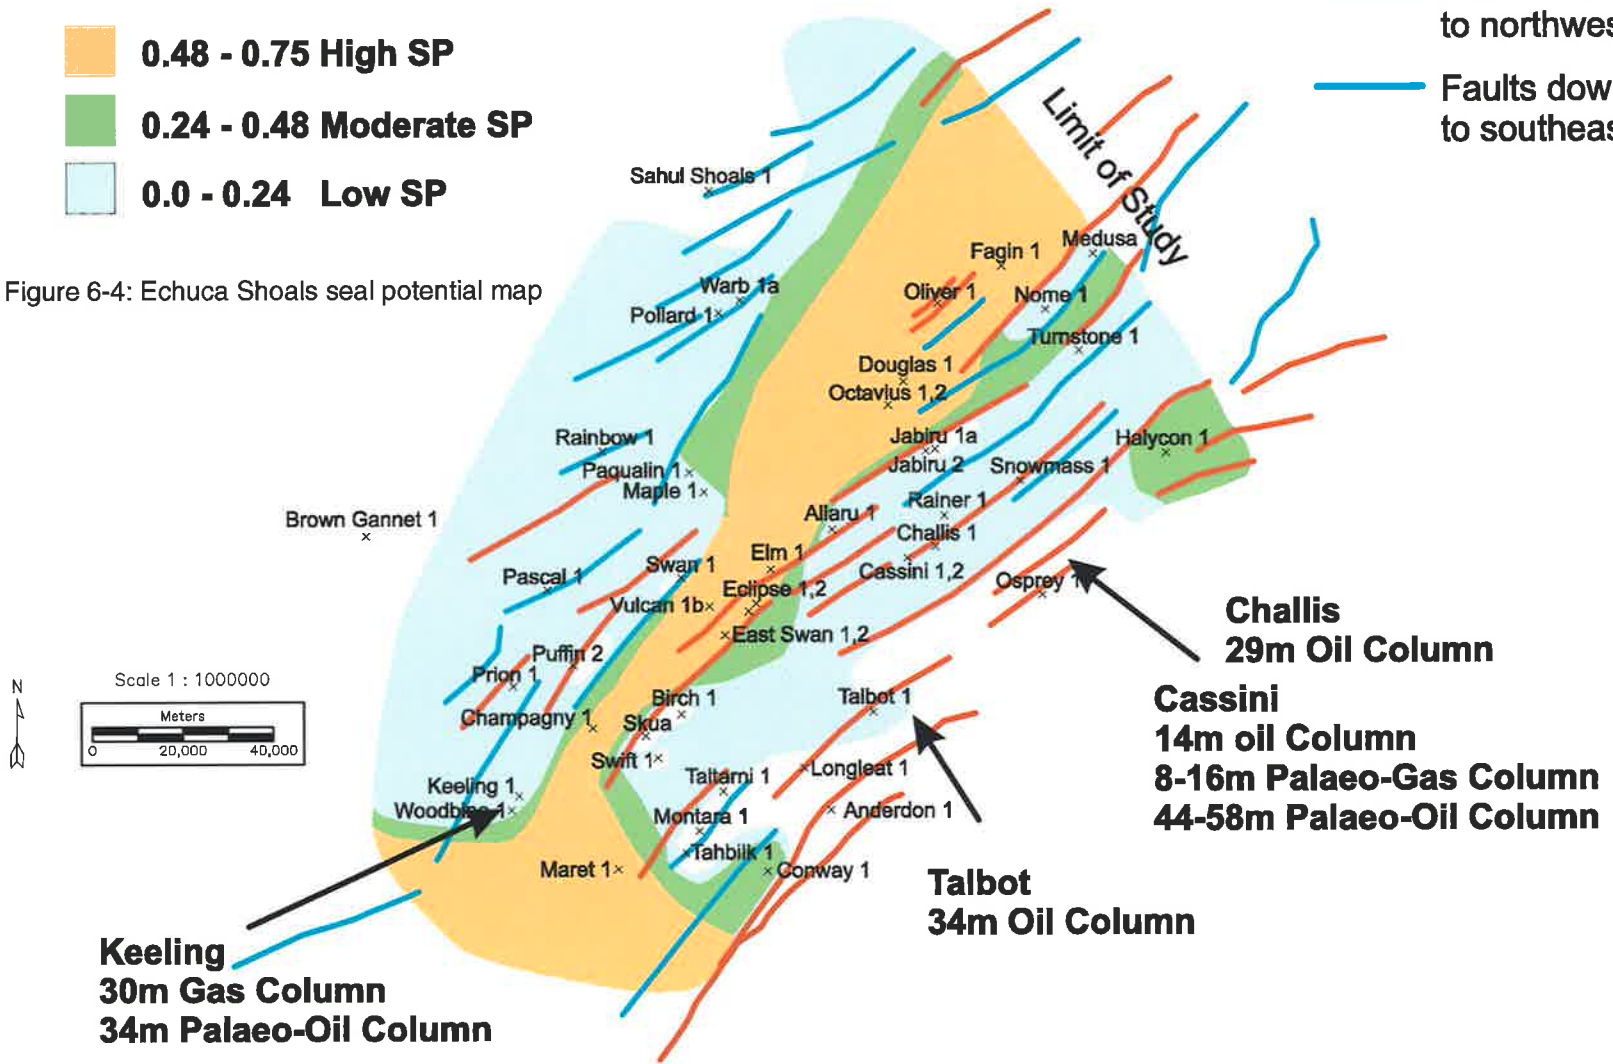 0.48 - 0.75 High SP
0.24 - 0.48 Moderate SP
0.0 - 0.24 Low SP
to northwes
Faults dow
to southeas
Limit of Study
Figure 6-4: Echuca Shoals seal potential map
Sahul Shoals 1
Fagin 1
Medusa
Warb 1a
Pollard 1
Oliver 1
Nome 1
Turnstone 1
Douglas 1
Octavius 1,2
Rainbow 1
Paqualin 1
Maple 1
Jabiru 1a
Jabiru 2
Halycon 1
Snowmass 1
Rainer 1
Brown Gannet 1
Allaru 1
Challis 1
Elm 1
Cassini 1,2
Swan 1
Pascal 1
Eclipse 1,2
Osprey 1
Vulcan 1b
East Swan 1,2
Puffin 2
Prion 1
Birch 1
Talbot 1
Champagny 1
Skua
Swift 1
Taltarni 1
Longleat 1
Keeling 1
Woodbine 1
Montara 1
Anderdon 1
Tahbilk 1
Maret 1
Conway 1
N
Scale 1 : 1000000
Meters
0 20,000 40,000
Challis
29m Oil Column
Cassini
14m oil Column
8-16m Palaeo-Gas Column
44-58m Palaeo-Oil Column
Talbot
34m Oil Column
Keeling
30m Gas Column
34m Palaeo-Oil Column